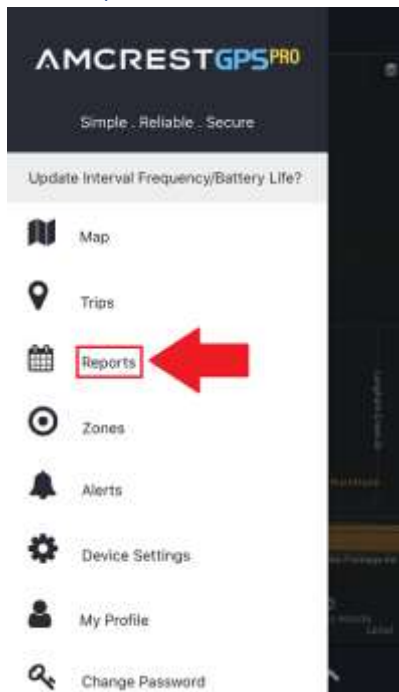 AMCRESTGPSPRO
Simple . Reliable . Secure
Update Interval Frequency/Battery Life?
Map
Trips
Reports
Zones
Alerts
Device Settings
My Profile
Change Password